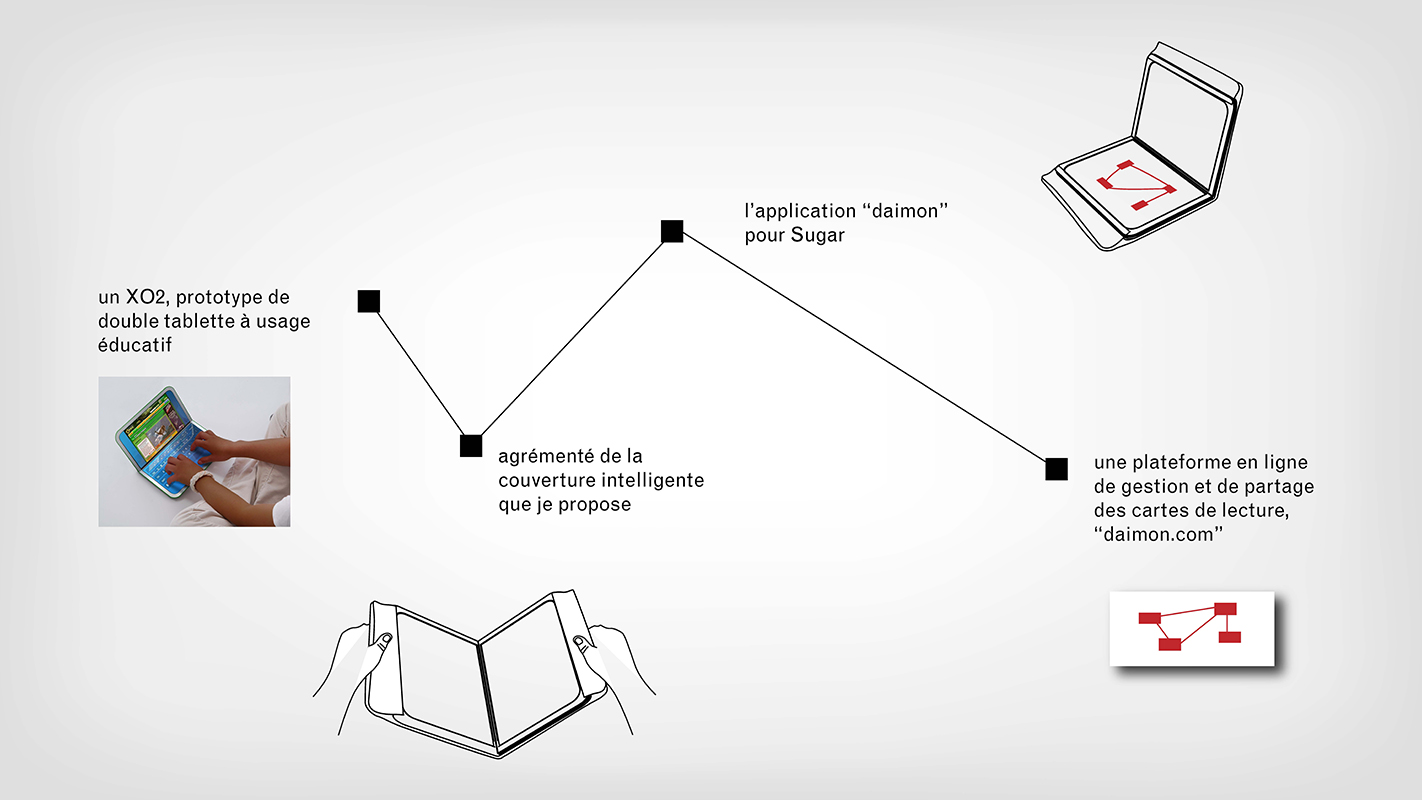 un XO2, prototype de
double tablette à usage
éducatif
agrémenté de la
couverture intelligente
que je propose
l’application “daimon”
pour Sugar
une plateforme en ligne
de gestion et de partage
des cartes de lecture,
“daimon.com”